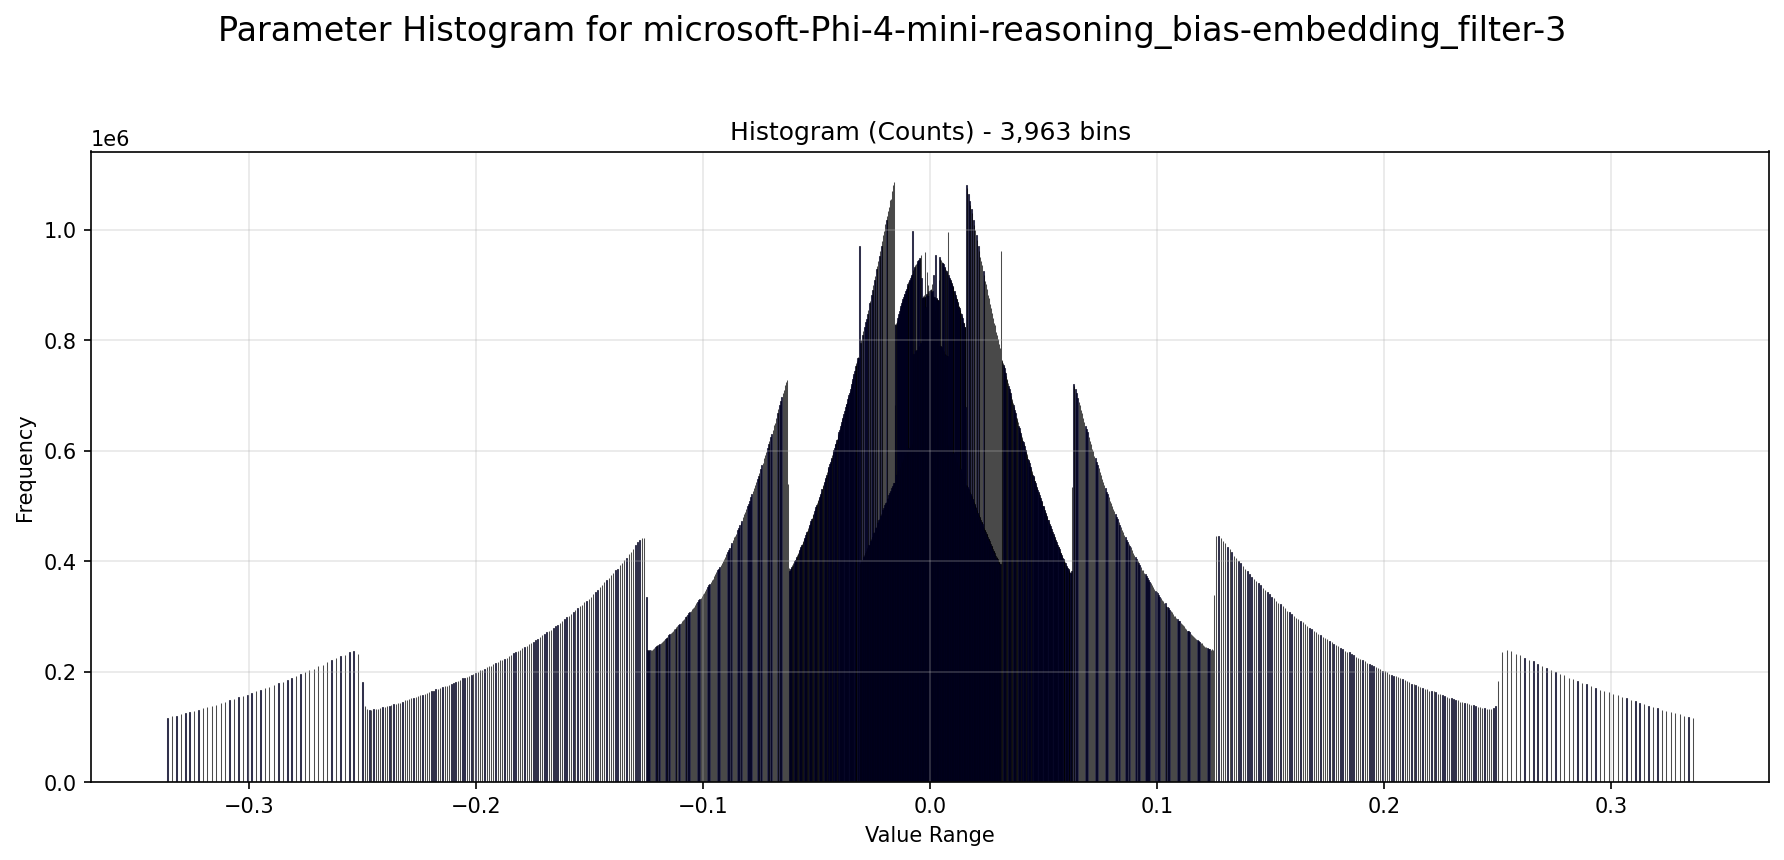 Parameter Histogram for microsoft-Phi-4-mini-reasoning_bias-embedding_filter-3
Histogram (Counts) - 3,963 bins
1e6
1.0
0.8
0.6
0.4
0.2
0.0
Frequency
−0.3 −0.2 −0.1 0.0 0.1 0.2 0.3
Value Range